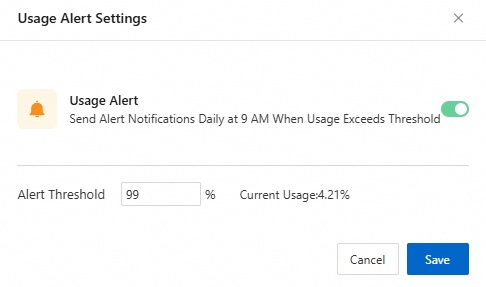 Usage Alert Settings
Usage Alert
Send Alert Notifications Daily at 9 AM When Usage Exceeds Threshold
Alert Threshold 99 % Current Usage:4.21%
Cancel Save